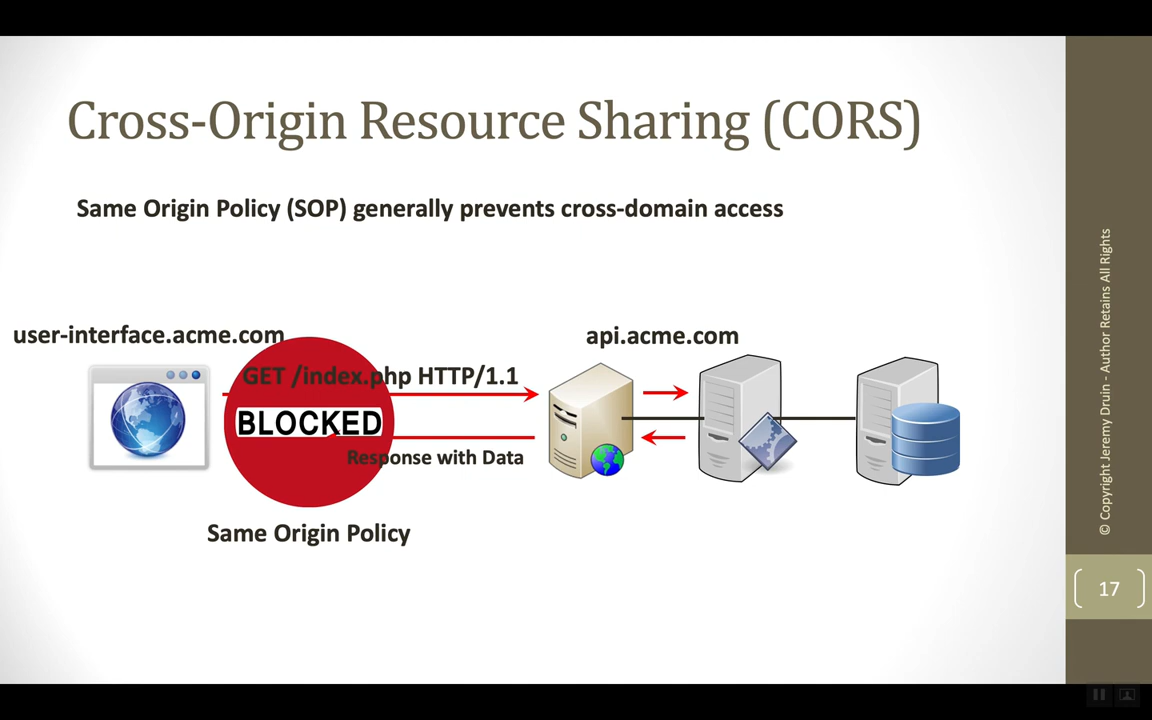 Cross-Origin Resource Sharing (CORS)
Same Origin Policy (SOP) generally prevents cross-domain access
user-interface.acme.com
api.acme.com
GET /index.php HTTP/1.1
BLOCKED
Response with Data
Same Origin Policy
© Copyright Jeremy Druin - Author Retains All Rights
17